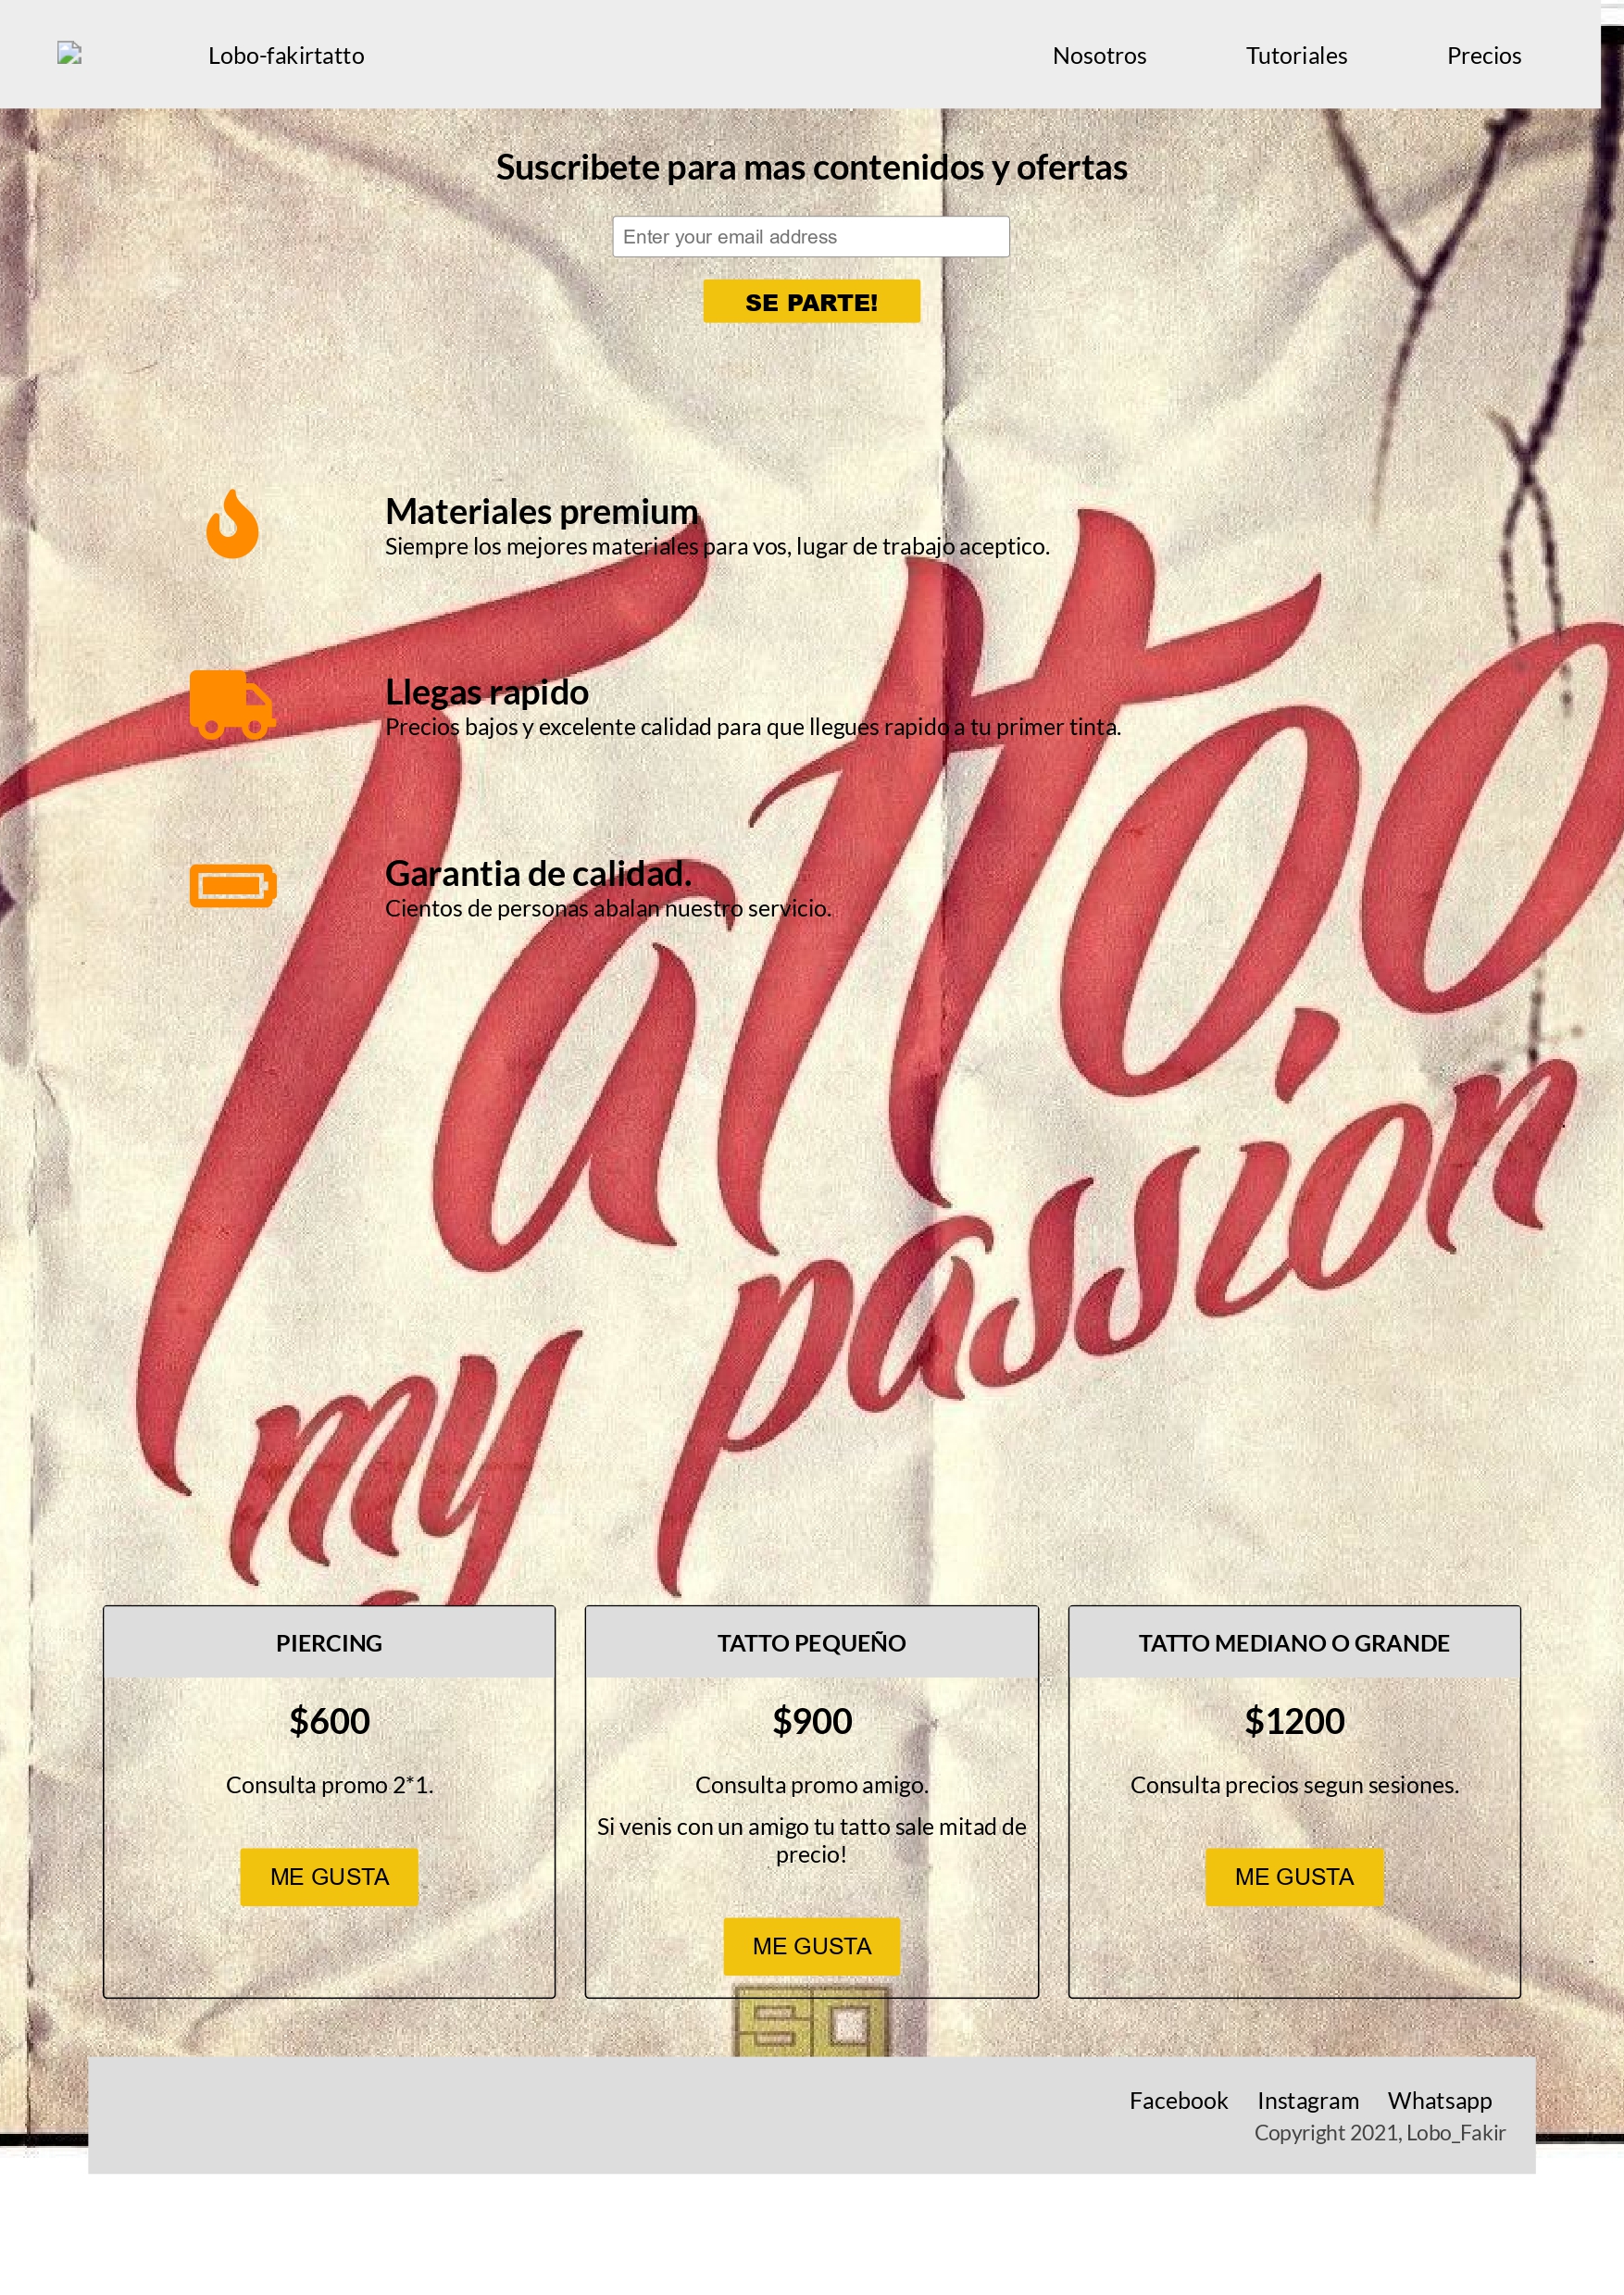 Lobo-fakirtatto
Nosotros
Tutoriales
Precios
Suscribete para mas contenidos y ofertas
Enter your email address
SE PARTE!
Materiales premium
Siempre los mejores materiales para vos, lugar de trabajo aceptico.
Llegas rapido
Precios bajos y excelente calidad para que llegues rapido a tu primer tinta.
Garantia de calidad.
Cientos de personas abalan nuestro servicio.
Tattoo,
my passion
PIERCING
$600
Consulta promo 2*1.
ME GUSTA
TATTO PEQUEÑO
$900
Consulta promo amigo.
Si venis con un amigo tu tatto sale mitad de
precio!
ME GUSTA
TATTO MEDIANO O GRANDE
$1200
Consulta precios segun sesiones.
ME GUSTA
Facebook
Instagram
Whatsapp
Copyright 2021, Lobo_Fakir